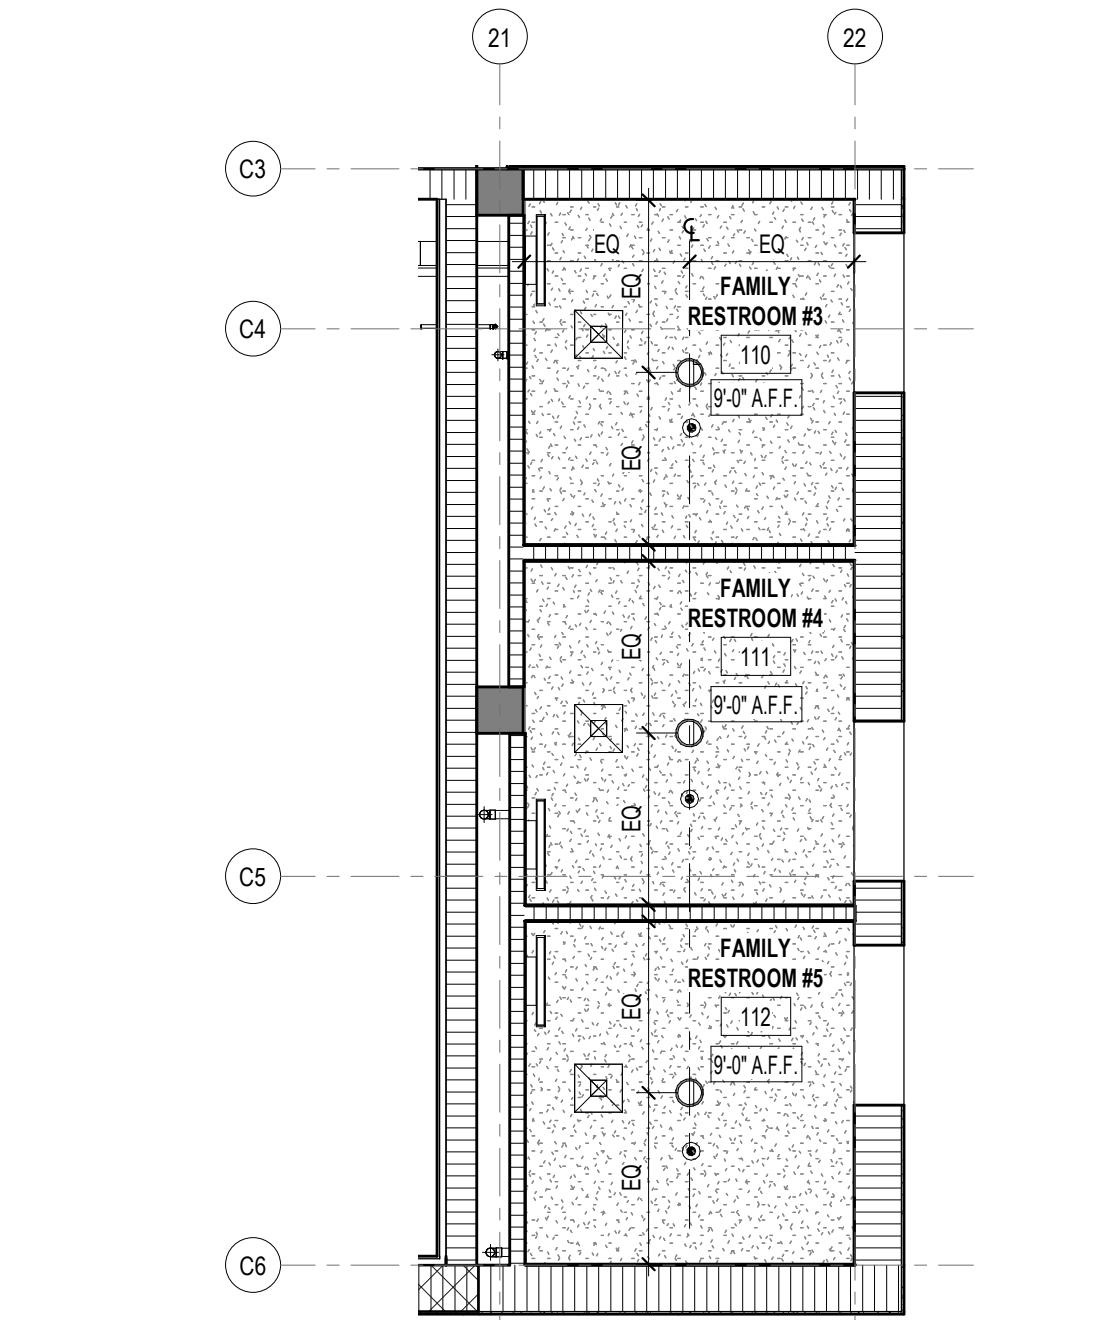 21
22
C3
℄
EQ
EQ
EQ
FAMILY
RESTROOM #3
C4
110
9'-0" A.F.F.
EQ
FAMILY
RESTROOM #4
EQ
111
9'-0" A.F.F.
EQ
C5
FAMILY
RESTROOM #5
EQ
112
9'-0" A.F.F.
EQ
C6